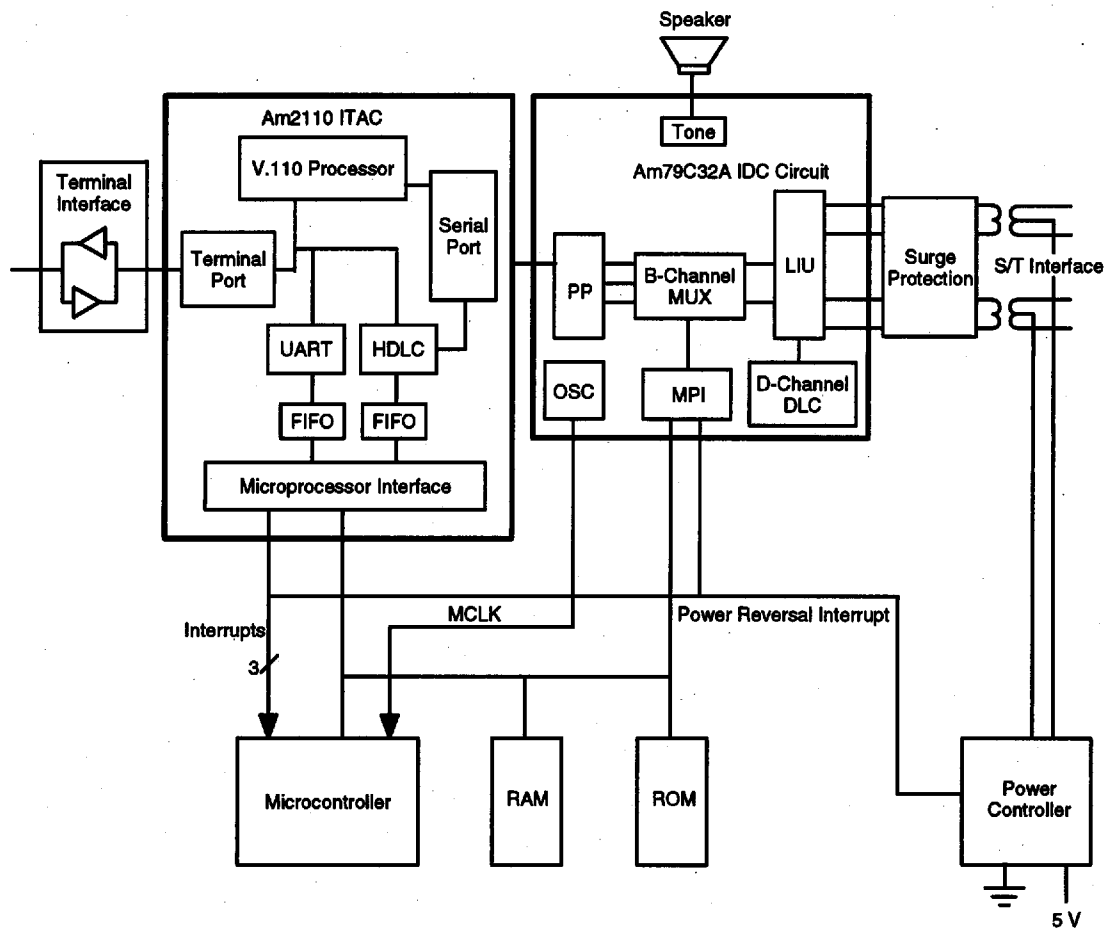 Speaker
Am2110 ITAC
Tone
V.110 Processor
Am79C32A IDC Circuit
Terminal
Interface
Serial
Port
Terminal
Port
PP
B-Channel
MUX
LIU
Surge
Protection
S/T Interface
UART
HDLC
OSC
MPI
D-Channel
DLC
FIFO
FIFO
Microprocessor Interface
Interrupts
3
MCLK
Power Reversal Interrupt
Microcontroller
RAM
ROM
Power
Controller
5 V